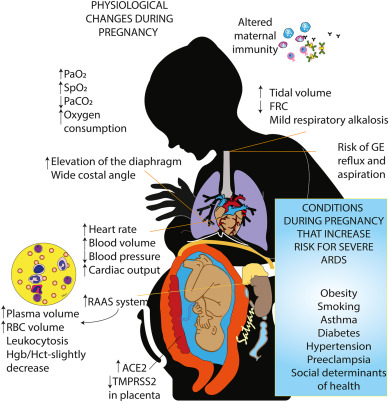 PHYSIOLOGICAL
CHANGES DURING
PREGNANCY
Altered
maternal
immunity
↑PaO₂
↑SpO₂
↓PaCO₂
↑Oxygen
consumption
↑ Tidal volume
↓ FRC
Mild respiratory alkalosis
Risk of GE
reflux and
aspiration
↑Elevation of the diaphragm
Wide costal angle
↑Heart rate
↑Blood volume
↓Blood pressure
↑Cardiac output
↑RAAS system
↑Plasma volume
↑RBC volume
Leukocytosis
Hgb/Hct-slightly
decrease
↑ACE2
↓TMPRSS2
in placenta
Satyan
CONDITIONS
DURING PREGNANCY
THAT INCREASE
RISK FOR SEVERE
ARDS
Obesity
Smoking
Asthma
Diabetes
Hypertension
Preeclampsia
Social determinants
of health